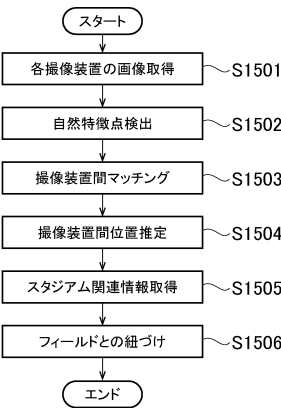 スタート
各撮像装置の画像取得 S1501
自然特徴点検出 S1502
撮像装置間マッチング S1503
撮像装置間位置推定 S1504
スタジアム関連情報取得 S1505
フィールドとの紐づけ S1506
エンド